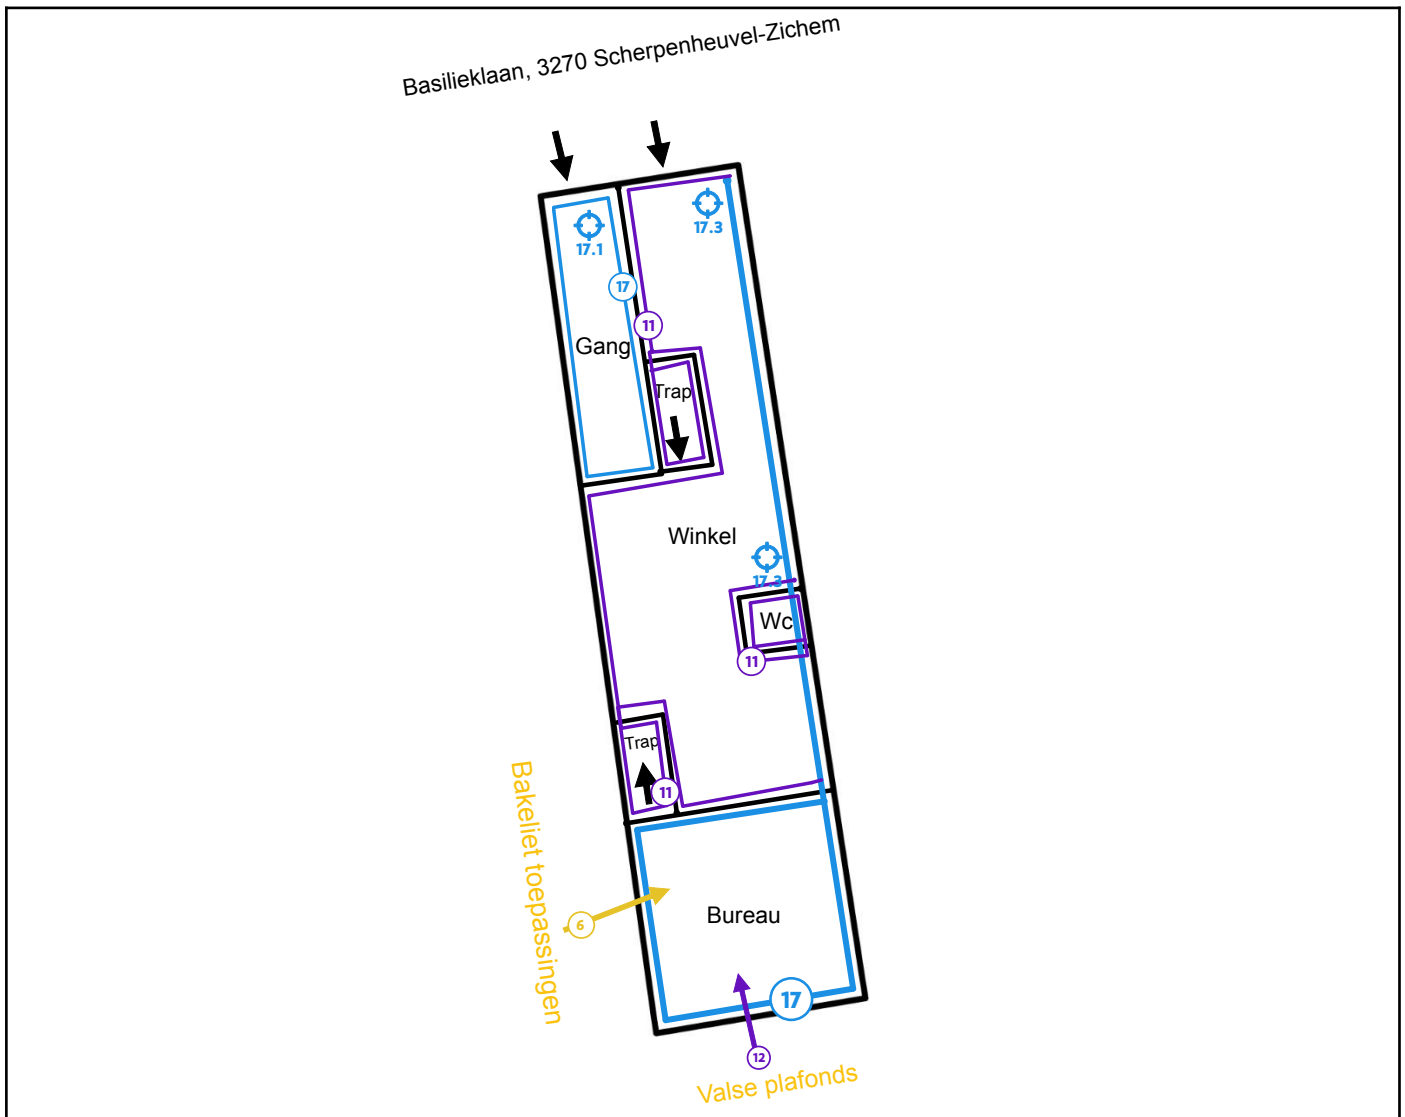 Basilieklaan, 3270 Scherpenheuvel-Zichem
17.1
17.3
17
11
Gang
Trap
Winkel
17.3
Wc
11
Trap
11
Bakeliet toepassingen
6
Bureau
17
12
Valse plafonds